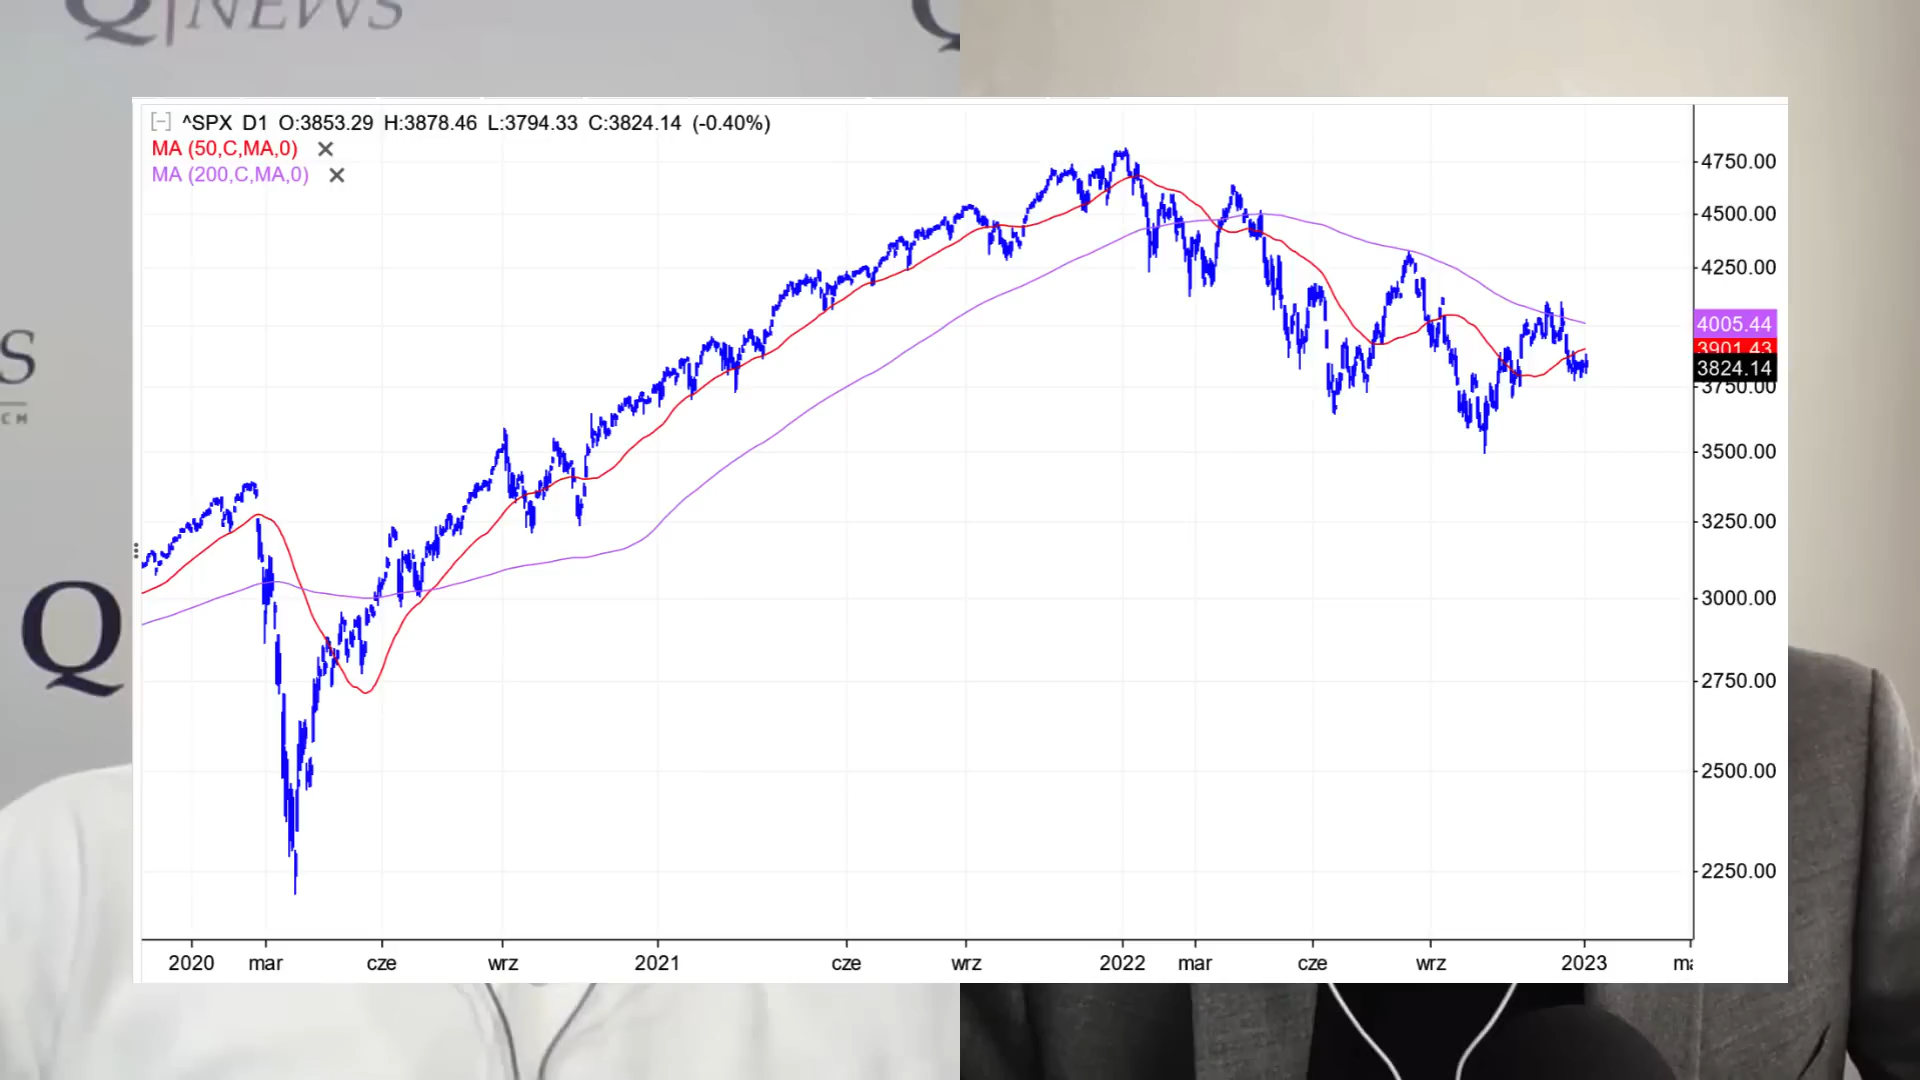 Q|NEWS
[-] ^SPX D1 O:3853.29 H:3878.46 L:3794.33 C:3824.14 (-0.40%)
MA (50,C,MA,0) ✕
MA (200,C,MA,0) ✕
4750.00
4500.00
4250.00
4005.44
3901.43
3824.14
3750.00
3500.00
3250.00
3000.00
2750.00
2500.00
2250.00
2020 mar cze wrz 2021 cze wrz 2022 mar cze wrz 2023
S
CH
Q